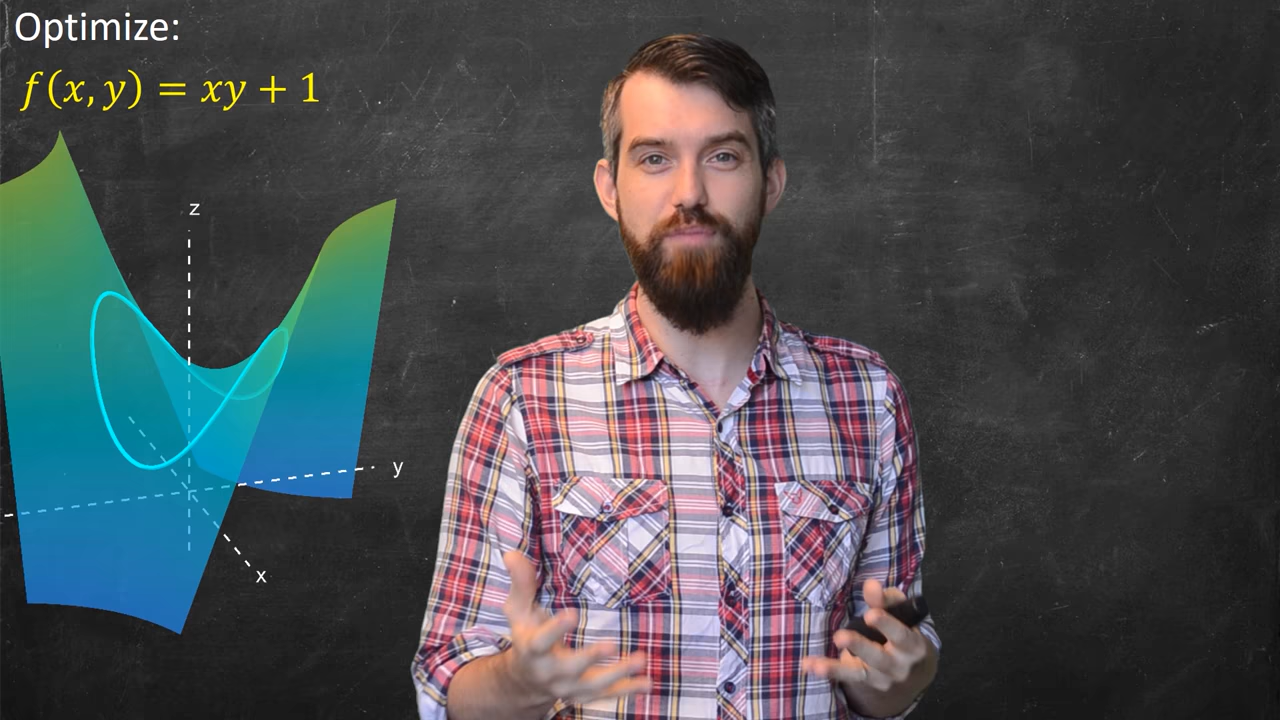 Optimize:
f(x, y) = xy + 1
z
y
x